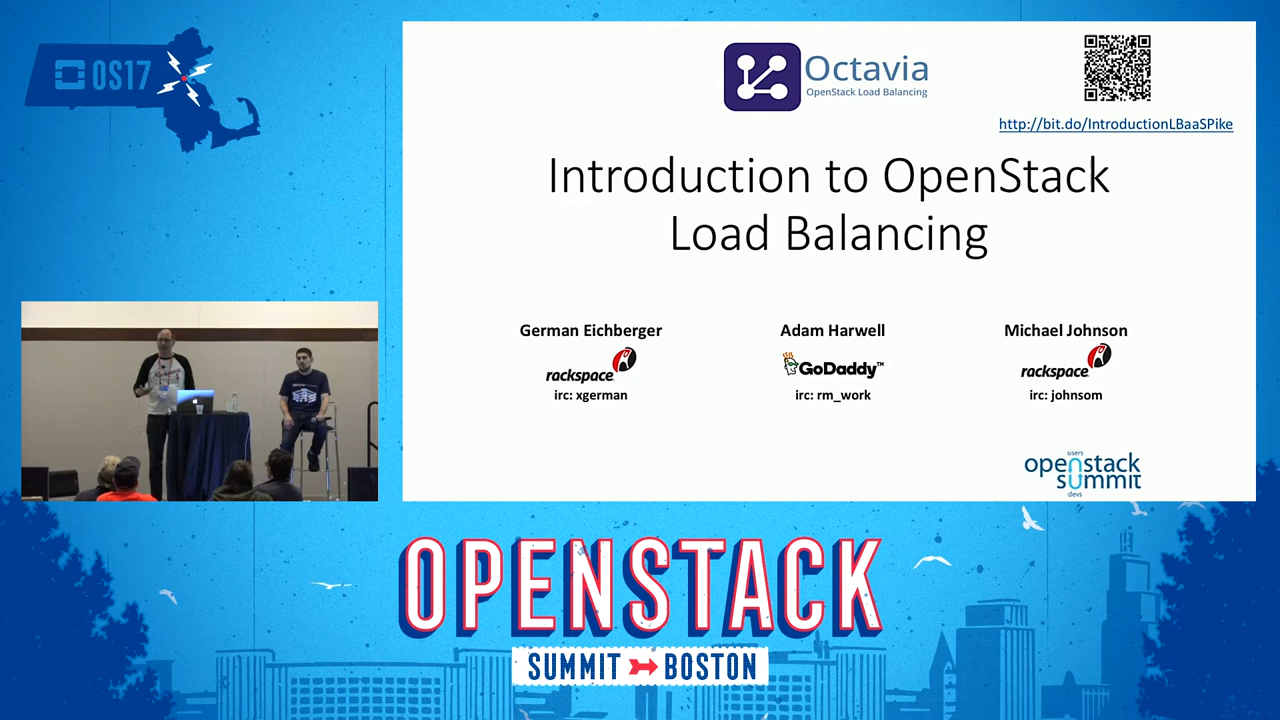 OS17
Octavia
OpenStack Load Balancing
http://bit.do/IntroductionLBaaSPike
Introduction to OpenStack
Load Balancing
German Eichberger
rackspace
irc: xgerman
Adam Harwell
GoDaddy™
irc: rm_work
Michael Johnson
rackspace
irc: johnsom
users
openstack
summit
devs
OPENSTACK
SUMMIT BOSTON